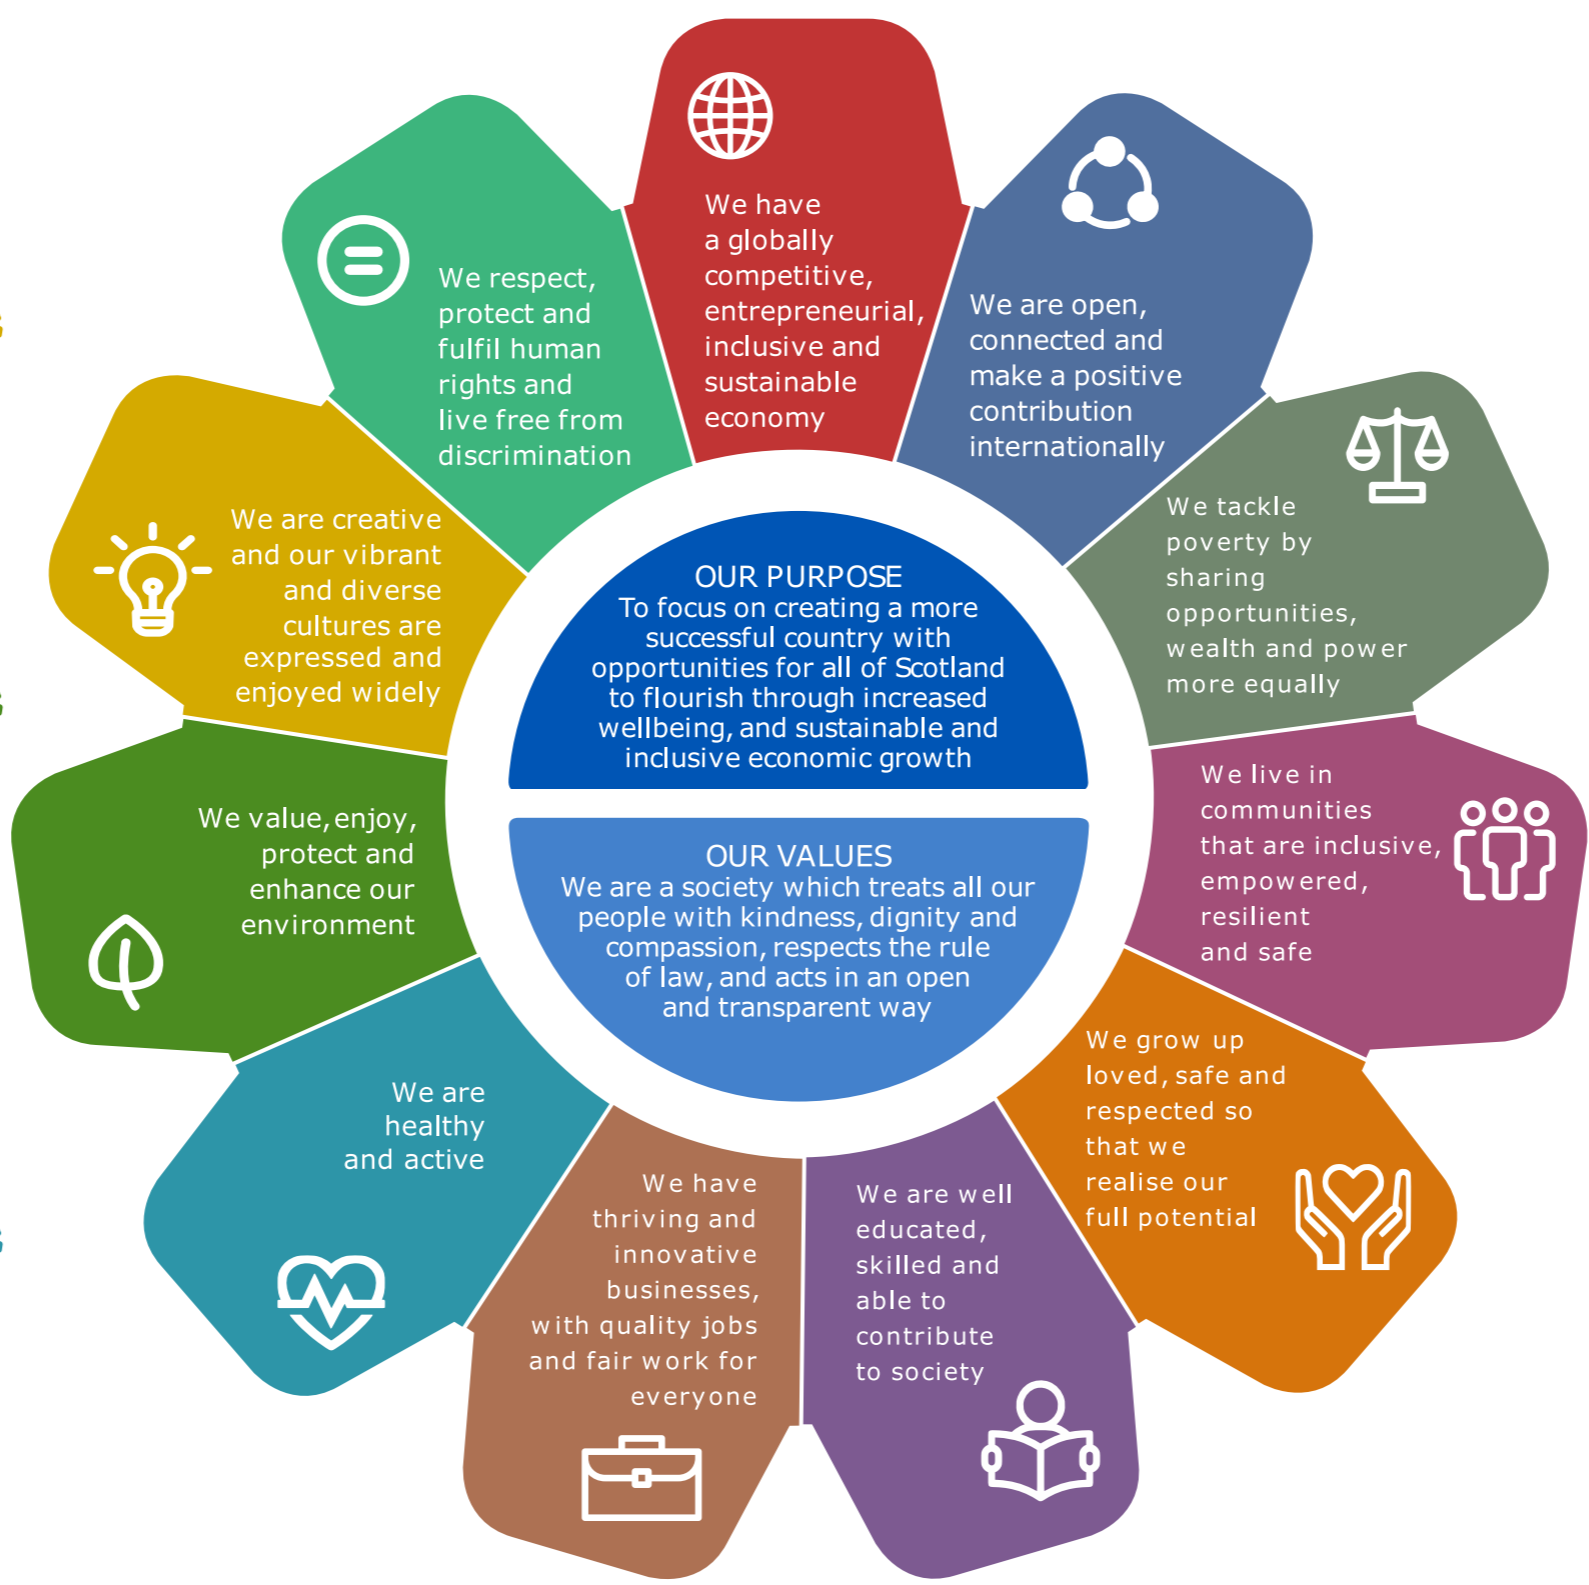 We have
a globally
competitive,
entrepreneurial,
inclusive and
sustainable
economy
We are open,
connected and
make a positive
contribution
internationally
We tackle
poverty by
sharing
opportunities,
wealth and power
more equally
We live in
communities
that are inclusive,
empowered,
resilient
and safe
We grow up
loved, safe and
respected so
that we
realise our
full potential
We are well
educated,
skilled and
able to
contribute
to society
We have
thriving and
innovative
businesses,
with quality jobs
and fair work for
everyone
We are
healthy
and active
We value, enjoy,
protect and
enhance our
environment
We are creative
and our vibrant
and diverse
cultures are
expressed and
enjoyed widely
We respect,
protect and
fulfil human
rights and
live free from
discrimination
OUR PURPOSE
To focus on creating a more
successful country with
opportunities for all of Scotland
to flourish through increased
wellbeing, and sustainable and
inclusive economic growth
OUR VALUES
We are a society which treats all our
people with kindness, dignity and
compassion, respects the rule
of law, and acts in an open
and transparent way